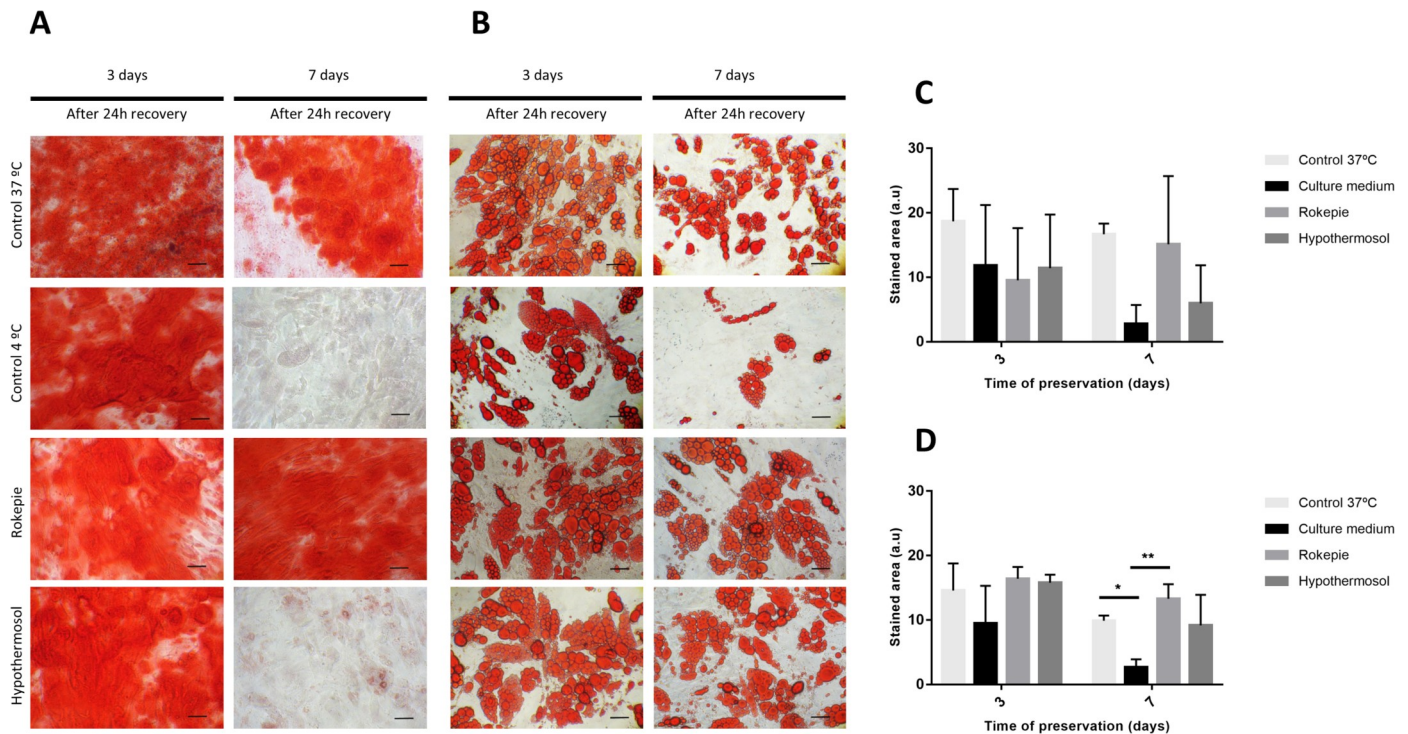 A
B
3 days
7 days
3 days
7 days
After 24h recovery
After 24h recovery
After 24h recovery
After 24h recovery
Control 37 ºC
Control 4 ºC
Rokepie
Hypothermosol
C
30
20
10
0
Stained area (a.u)
3
7
Time of preservation (days)
Control 37ºC
Culture medium
Rokepie
Hypothermosol
D
30
20
10
0
Stained area (a.u)
*
**
3
7
Time of preservation (days)
Control 37ºC
Culture medium
Rokepie
Hypothermosol